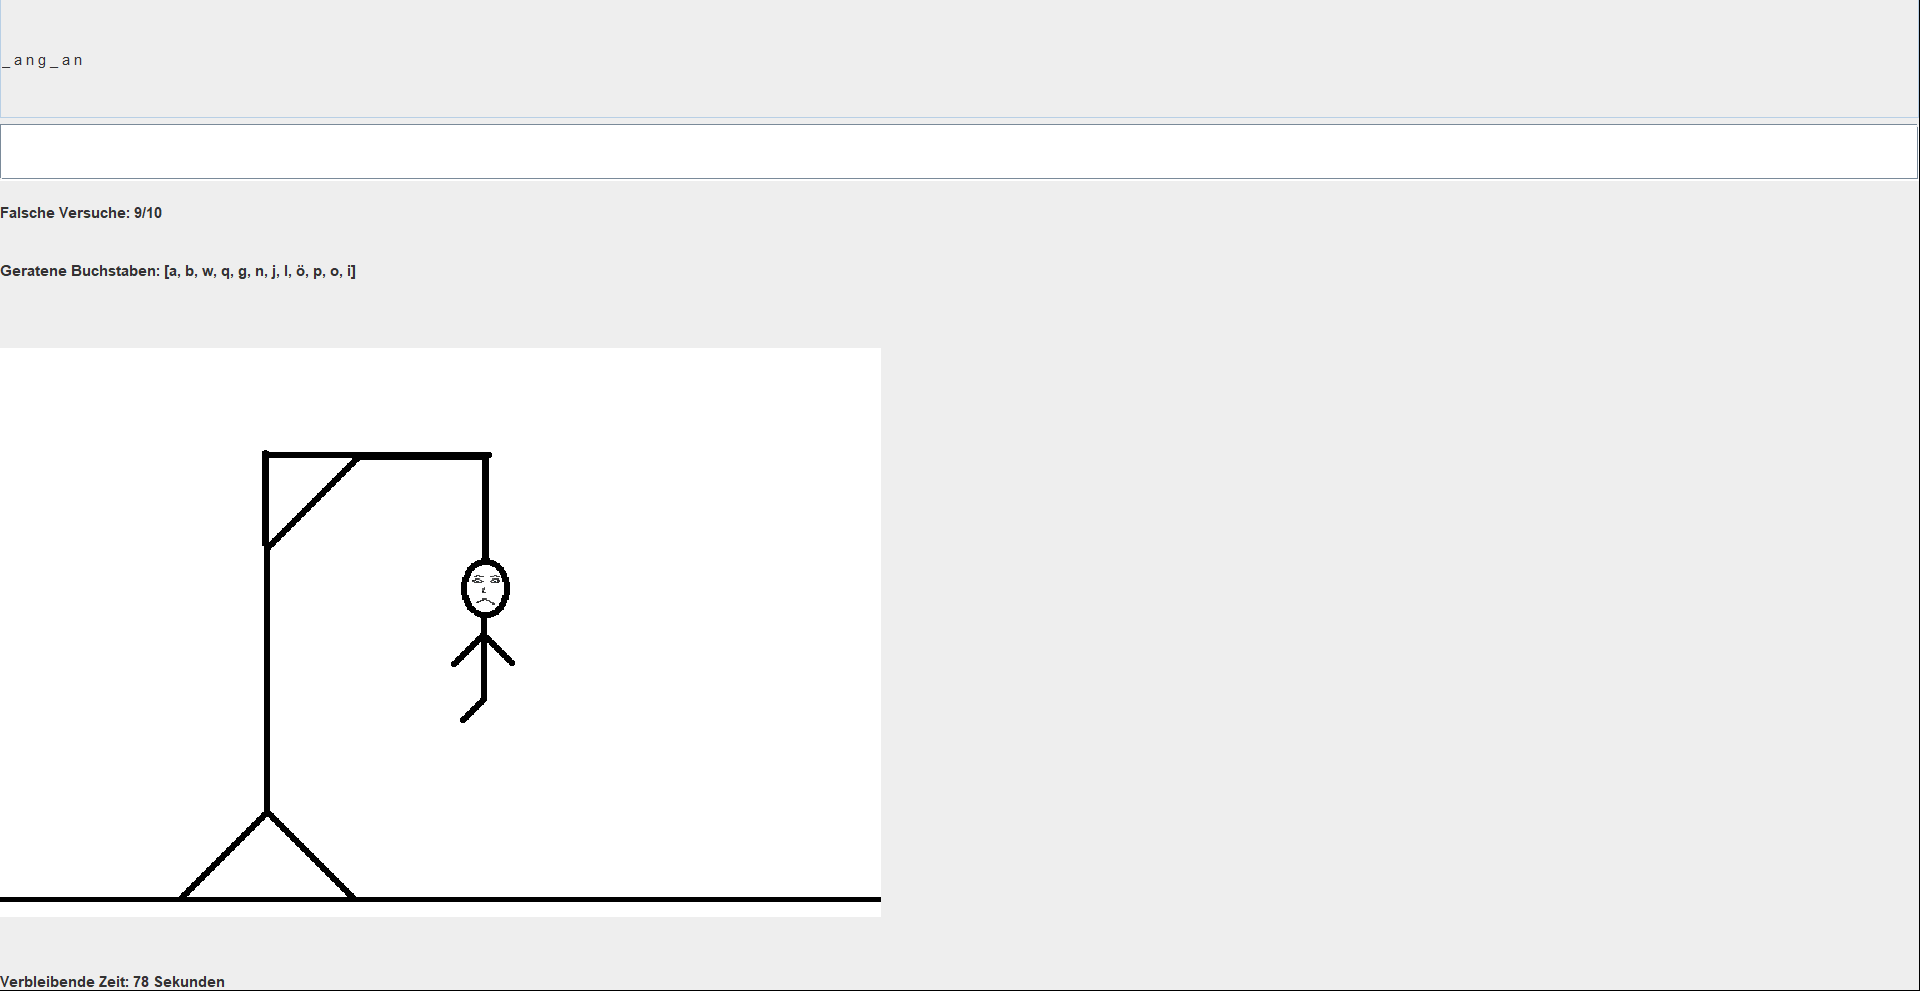 _ a n g _ a n
Falsche Versuche: 9/10
Geratene Buchstaben: [a, b, w, q, g, n, j, l, ö, p, o, i]
Verbleibende Zeit: 78 Sekunden